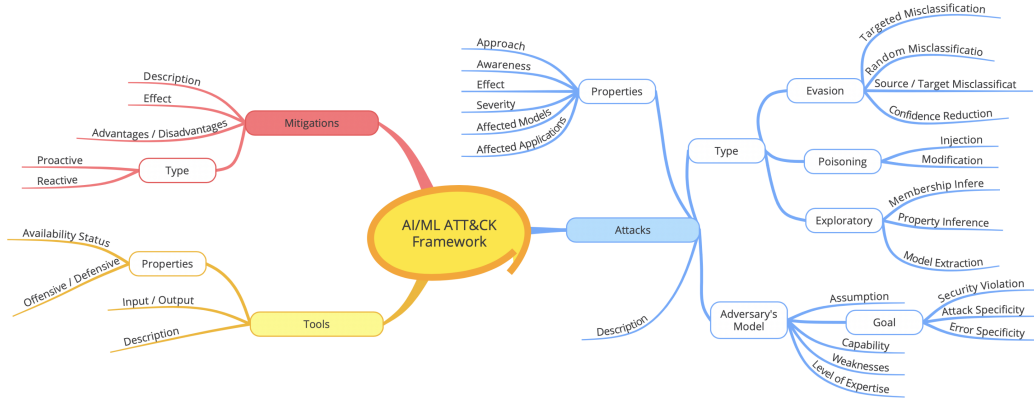 AI/ML ATT&CK
Framework
Mitigations
Description
Effect
Advantages / Disadvantages
Type
Proactive
Reactive
Tools
Properties
Availability Status
Offensive / Defensive
Input / Output
Description
Attacks
Properties
Approach
Awareness
Effect
Severity
Affected Models
Affected Applications
Type
Evasion
Targeted Misclassification
Random Misclassificatio
Source / Target Misclassificat
Confidence Reduction
Poisoning
Injection
Modification
Exploratory
Membership Infere
Property Inference
Model Extraction
Description
Adversary's
Model
Assumption
Goal
Security Violation
Attack Specificity
Error Specificity
Capability
Weaknesses
Level of Expertise